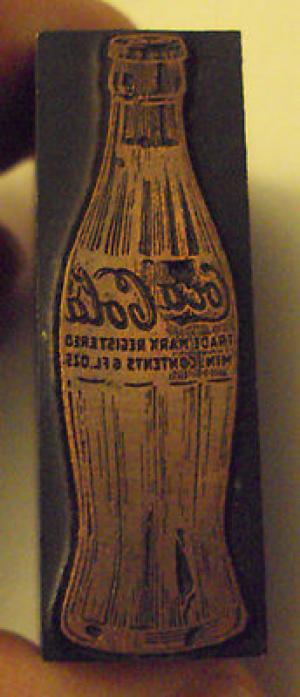 Coca-Cola
TRADE MARK REGISTERED
MIN. CONTENTS 6 FL. OZS.